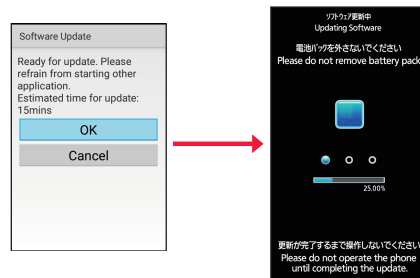 Software Update
Ready for update. Please
refrain from starting other
application.
Estimated time for update:
15mins
OK
Cancel
ソフトウェア更新中
Updating Software
電池パックを外さないでください
Please do not remove battery pack
25.00%
更新が完了するまで操作しないでください
Please do not operate the phone
until completing the update.